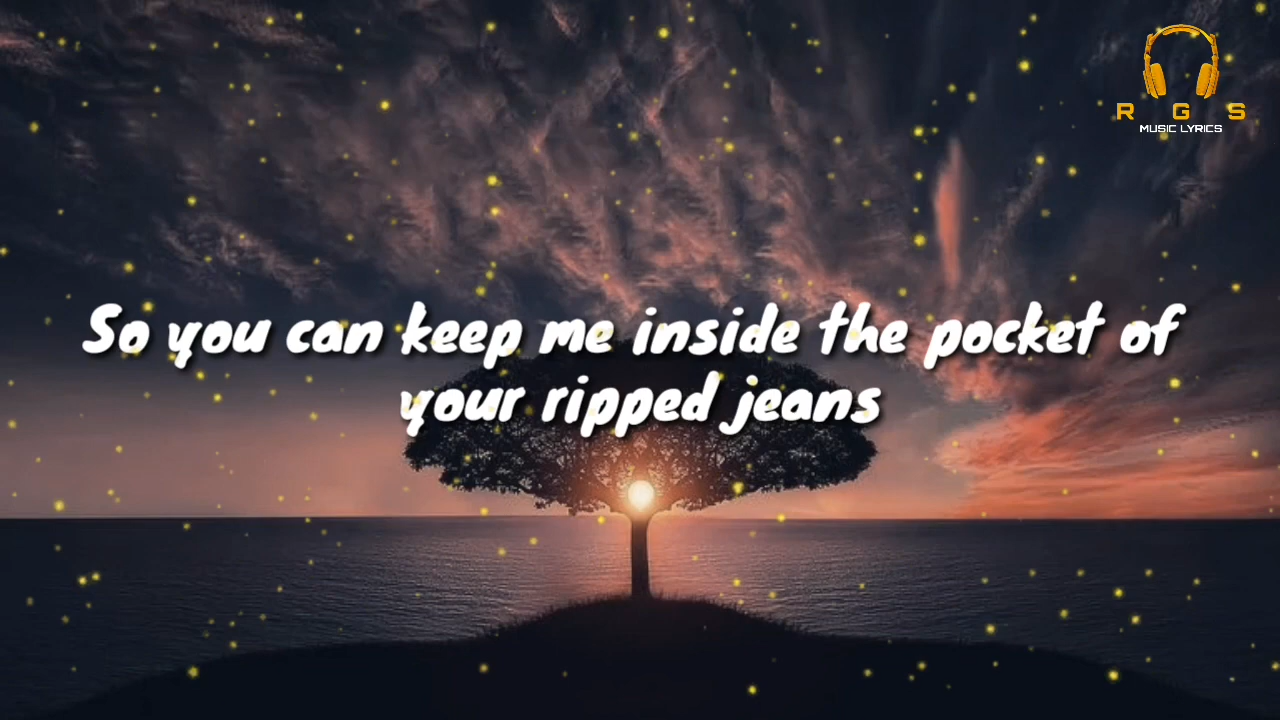 R G S
MUSIC LYRICS
So you can keep me inside the pocket of
your ripped jeans